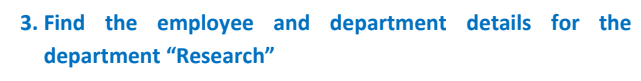 3. Find the employee and department details for the
department “Research”